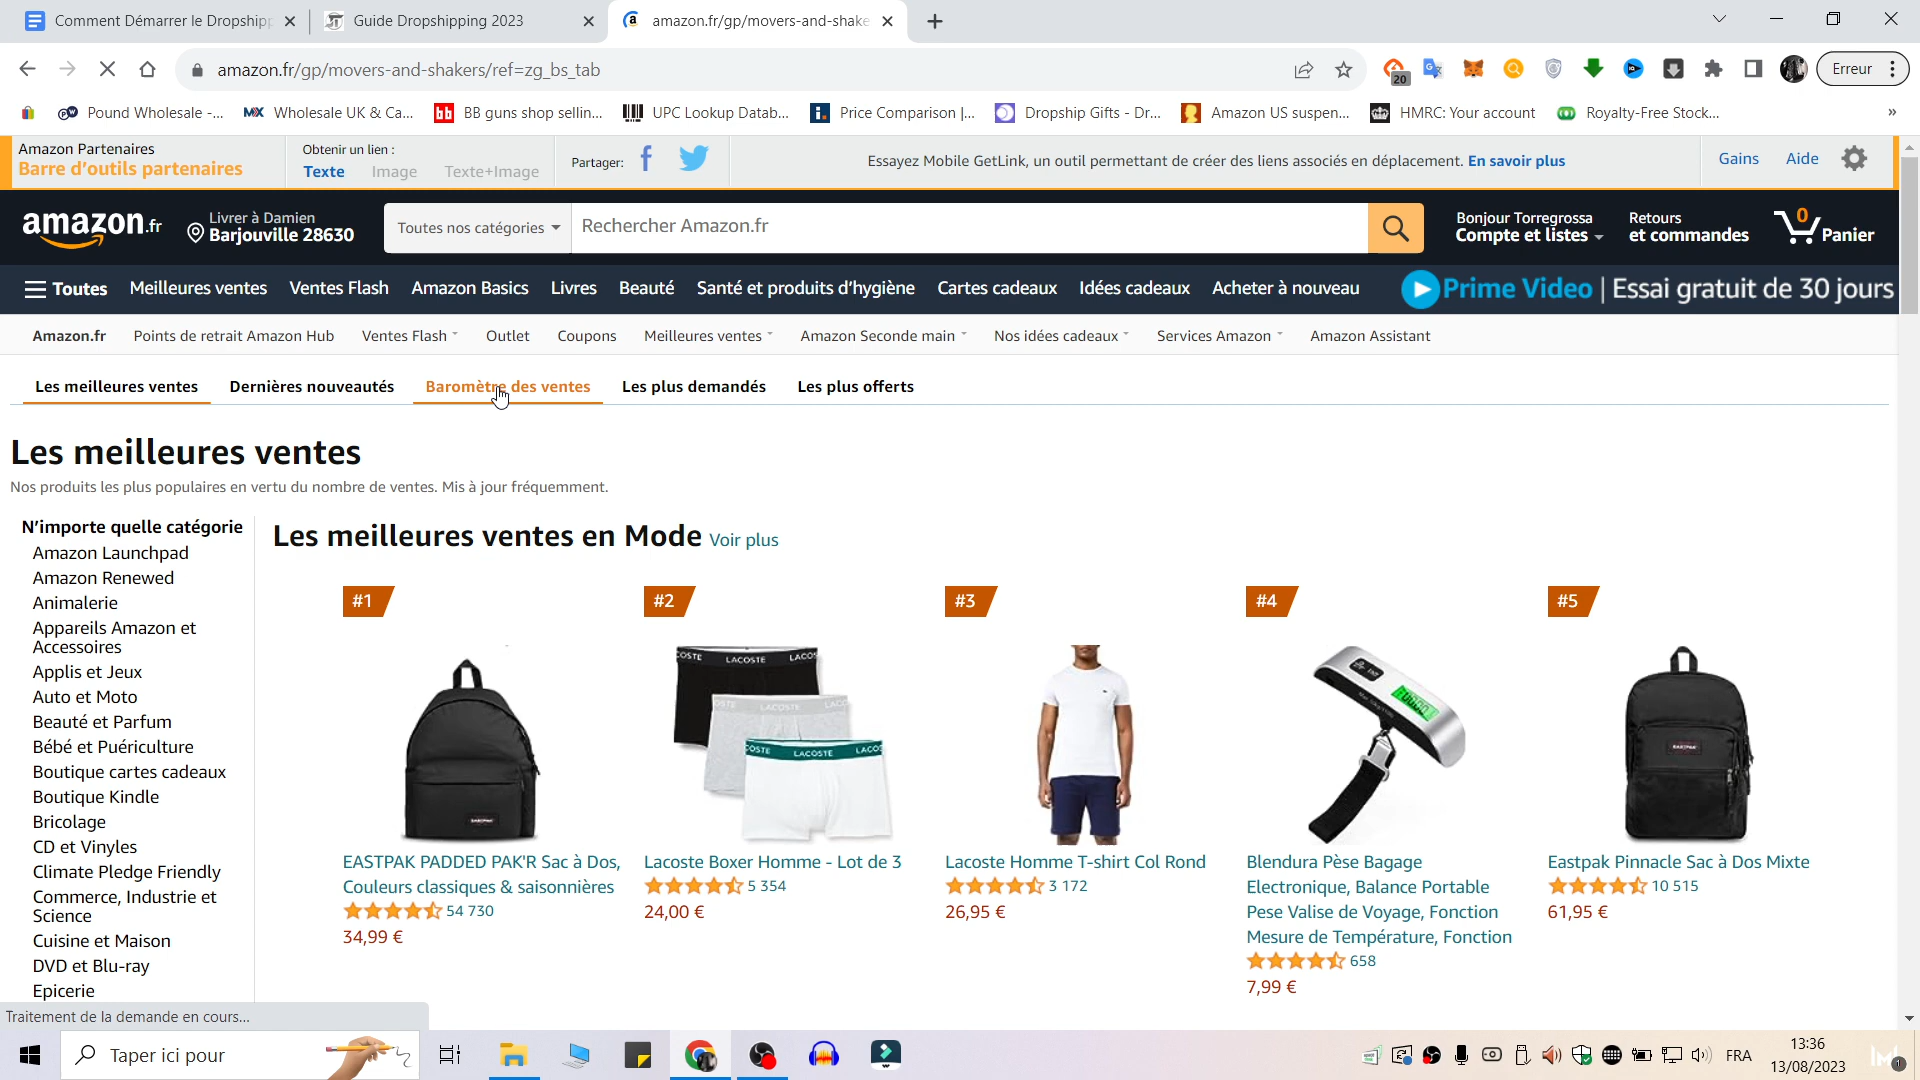 Comment Démarrer le Dropshipp
Guide Dropshipping 2023
amazon.fr/gp/movers-and-shake
amazon.fr/gp/movers-and-shakers/ref=zg_bs_tab
20
Erreur
Pound Wholesale -...
Wholesale UK & Ca...
BB guns shop sellin...
UPC Lookup Datab...
Price Comparison |...
Dropship Gifts - Dr...
Amazon US suspen...
HMRC: Your account
Royalty-Free Stock...
»
Amazon Partenaires
Barre d'outils partenaires
Obtenir un lien :
Texte Image Texte+Image
Partager:
Essayez Mobile GetLink, un outil permettant de créer des liens associés en déplacement. En savoir plus
Gains Aide
amazon.fr
Livrer à Damien
Barjouville 28630
Toutes nos catégories
Rechercher Amazon.fr
Bonjour Torregrossa
Compte et listes
Retours
et commandes
0
Panier
Toutes Meilleures ventes Ventes Flash Amazon Basics Livres Beauté Santé et produits d'hygiène Cartes cadeaux Idées cadeaux Acheter à nouveau
Prime Video | Essai gratuit de 30 jours
Amazon.fr Points de retrait Amazon Hub Ventes Flash Outlet Coupons Meilleures ventes Amazon Seconde main Nos idées cadeaux Services Amazon Amazon Assistant
Les meilleures ventes Dernières nouveautés Baromètre des ventes Les plus demandés Les plus offerts
Les meilleures ventes
Nos produits les plus populaires en vertu du nombre de ventes. Mis à jour fréquemment.
N'importe quelle catégorie
Amazon Launchpad
Amazon Renewed
Animalerie
Appareils Amazon et
Accessoires
Applis et Jeux
Auto et Moto
Beauté et Parfum
Bébé et Puériculture
Boutique cartes cadeaux
Boutique Kindle
Bricolage
CD et Vinyles
Climate Pledge Friendly
Commerce, Industrie et
Science
Cuisine et Maison
DVD et Blu-ray
Epicerie
Les meilleures ventes en Mode Voir plus
#1
EASTPAK PADDED PAK'R Sac à Dos,
Couleurs classiques & saisonnières
54 730
34,99 €
#2
LACOSTE
LACOSTE
Lacoste Boxer Homme - Lot de 3
5 354
24,00 €
#3
Lacoste Homme T-shirt Col Rond
3 172
26,95 €
#4
Blendura Pèse Bagage
Electronique, Balance Portable
Pese Valise de Voyage, Fonction
Mesure de Température, Fonction
658
7,99 €
#5
EASTPAK
Eastpak Pinnacle Sac à Dos Mixte
10 515
61,95 €
Traitement de la demande en cours...
Taper ici pour
FRA
13:36
13/08/2023
1